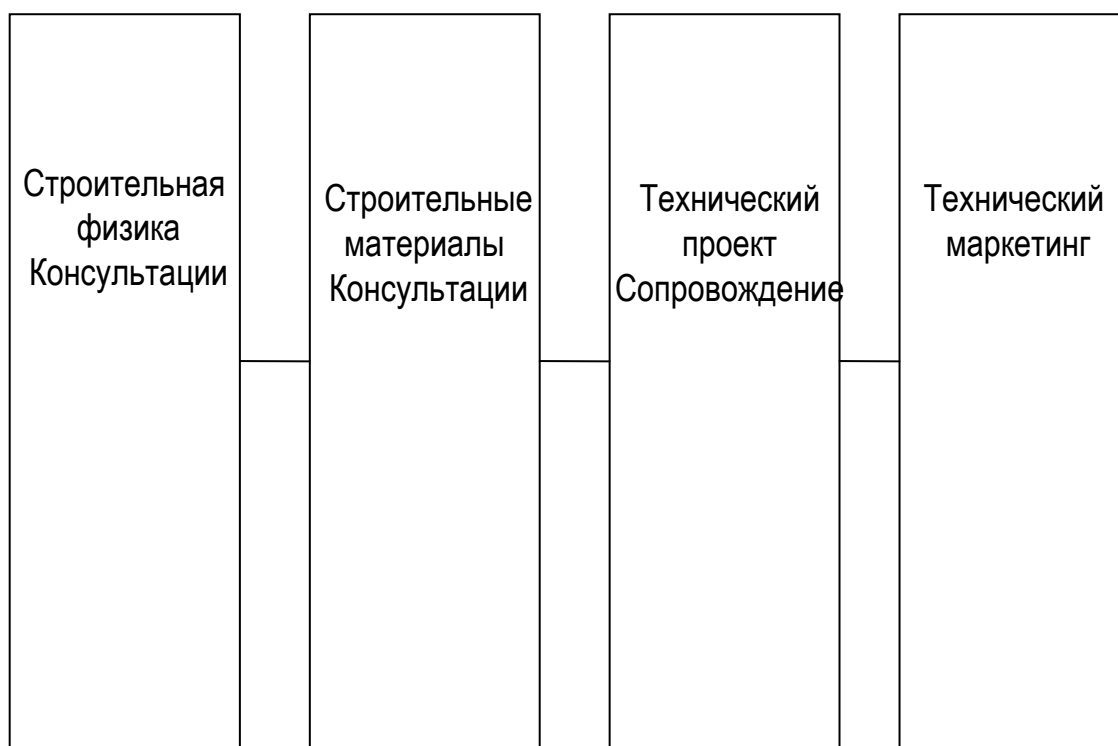 Строительная
физика
Консультации
Строительные
материалы
Консультации
Технический
проект
Сопровождение
Технический
маркетинг